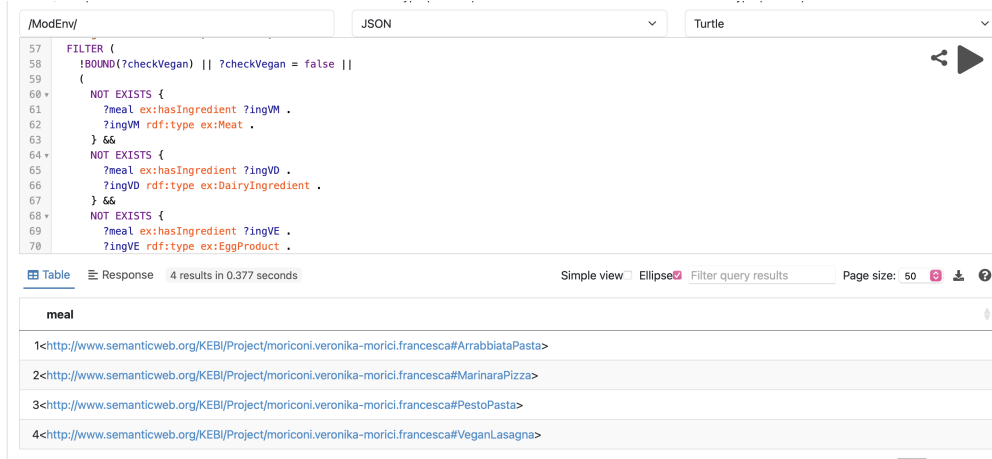 /ModEnv/ JSON Turtle
57 FILTER (
58 !BOUND(?checkVegan) || ?checkVegan = false ||
59 (
60 NOT EXISTS {
61 ?meal ex:hasIngredient ?ingVM .
62 ?ingVM rdf:type ex:Meat .
63 } &&
64 NOT EXISTS {
65 ?meal ex:hasIngredient ?ingVD .
66 ?ingVD rdf:type ex:DairyIngredient .
67 } &&
68 NOT EXISTS {
69 ?meal ex:hasIngredient ?ingVE .
70 ?ingVE rdf:type ex:EggProduct .
Table Response 4 results in 0.377 seconds Simple view Ellipse Filter query results Page size: 50
meal
1 <http://www.semanticweb.org/KEBI/Project/moriconi.veronika-morici.francesca#ArrabbiataPasta>
2 <http://www.semanticweb.org/KEBI/Project/moriconi.veronika-morici.francesca#MarinaraPizza>
3 <http://www.semanticweb.org/KEBI/Project/moriconi.veronika-morici.francesca#PestoPasta>
4 <http://www.semanticweb.org/KEBI/Project/moriconi.veronika-morici.francesca#VeganLasagna>